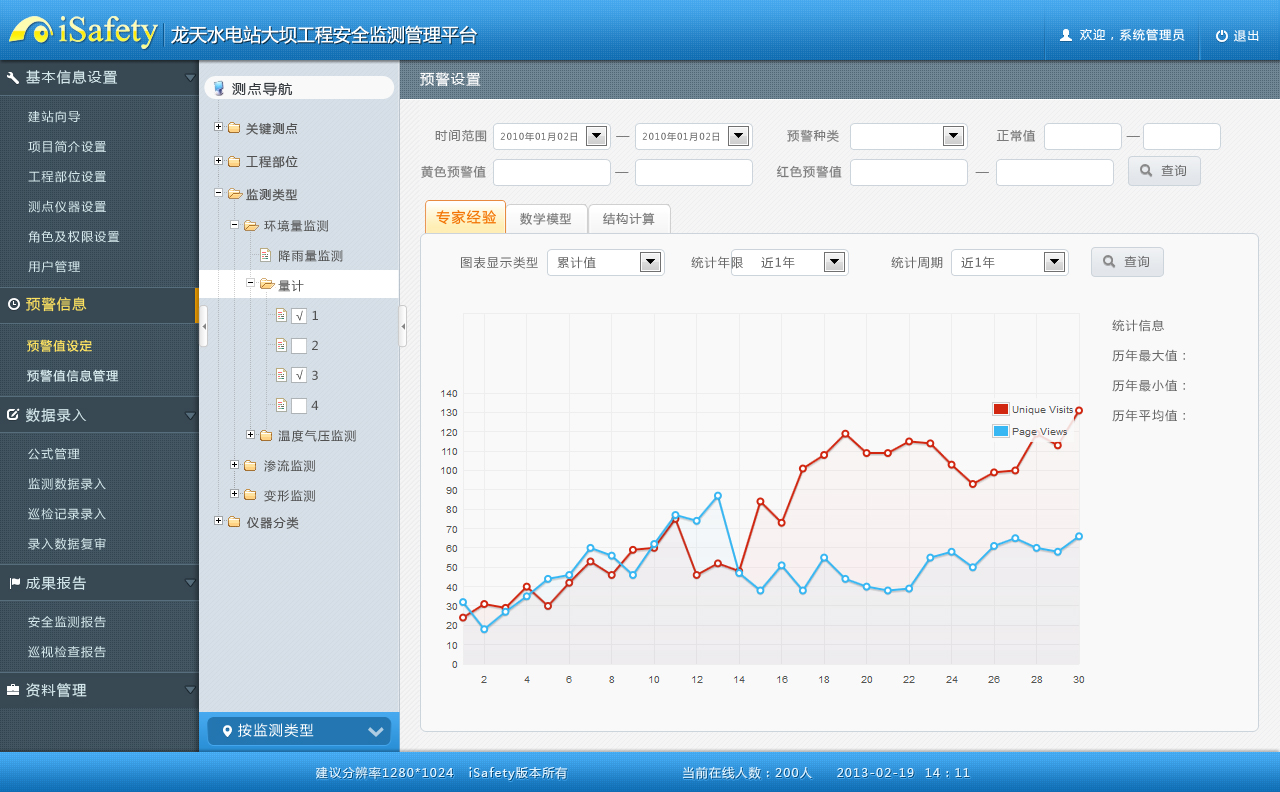 iSafety 龙天水电站大坝工程安全监测管理平台
欢迎，系统管理员
退出
基本信息设置
建站向导
项目简介设置
工程部位设置
测点仪器设置
角色及权限设置
用户管理
预警信息
预警值设定
预警值信息管理
数据录入
公式管理
监测数据录入
巡检记录录入
录入数据复审
成果报告
安全监测报告
巡视检查报告
资料管理
测点导航
关键测点
工程部位
监测类型
环境量监测
降雨量监测
量计
√ 1
2
√ 3
4
温度气压监测
渗流监测
变形监测
仪器分类
按监测类型
预警设置
时间范围 2010年01月02日 — 2010年01月02日 预警种类 正常值 —
黄色预警值 — 红色预警值 — 查询
专家经验 数学模型 结构计算
图表显示类型 累计值 统计年限 近1年 统计周期 近1年 查询
140
130
120
110
100
90
80
70
60
50
40
30
20
10
0
2 4 6 8 10 12 14 16 18 20 22 24 26 28 30
Unique Visits
Page Views
统计信息
历年最大值：
历年最小值：
历年平均值：
建议分辨率1280*1024 iSafety版本所有 当前在线人数：200人 2013-02-19 14：11